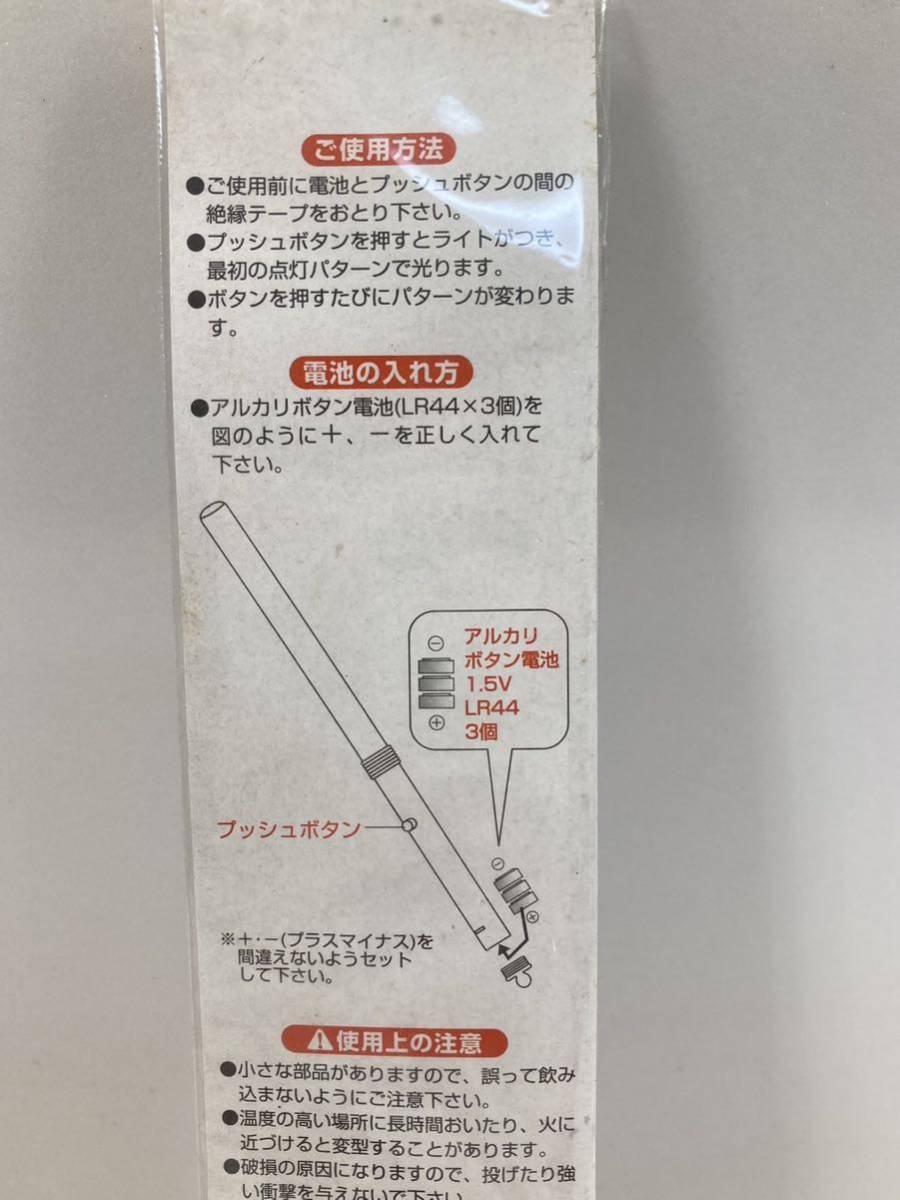 ご使用方法
●ご使用前に電池とプッシュボタンの間の
絶縁テープをおとり下さい。
●プッシュボタンを押すとライトがつき、
最初の点灯パターンで光ります。
●ボタンを押すたびにパターンが変わりま
す。
電池の入れ方
●アルカリボタン電池(LR44×3個)を
図のように＋、－を正しく入れて
下さい。
⊖
アルカリ
ボタン電池
1.5V
LR44
3個
⊕
プッシュボタン
⊖
⊕
※＋・－(プラスマイナス)を
間違えないようセット
して下さい。
⚠使用上の注意
●小さな部品がありますので、誤って飲み
込まないようにご注意下さい。
●温度の高い場所に長時間おいたり、火に
近づけると変型することがあります。
●破損の原因になりますので、投げたり強
い衝撃を与えないで下さい